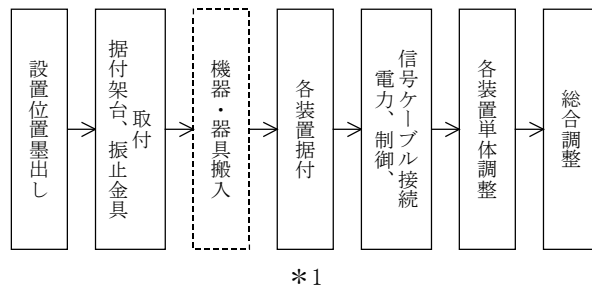 設置位置墨出し
据付架台、振止金具
取付
機器・器具搬入
各装置据付
信号ケーブル接続
電力、制御、
各装置単体調整
総合調整
＊1